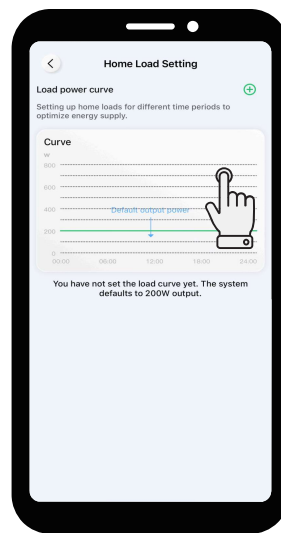 Home Load Setting
Load power curve
Setting up home loads for different time periods to
optimize energy supply.
Curve
w
800
600
400
Default output power
200
0
00:00 06:00 12:00 18:00 24:00
You have not set the load curve yet. The system
defaults to 200W output.